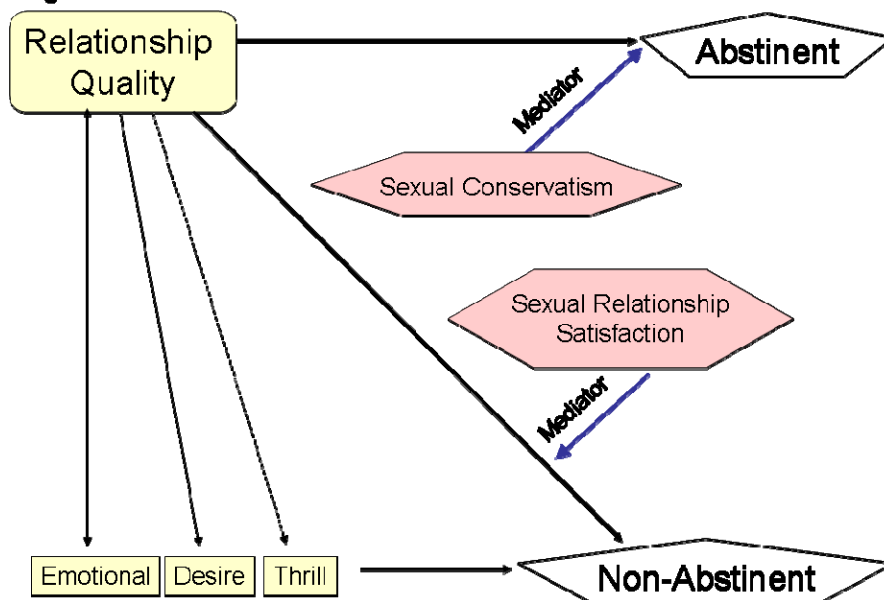 Relationship
Quality
Abstinent
Mediator
Sexual Conservatism
Sexual Relationship
Satisfaction
Mediator
Emotional
Desire
Thrill
Non-Abstinent